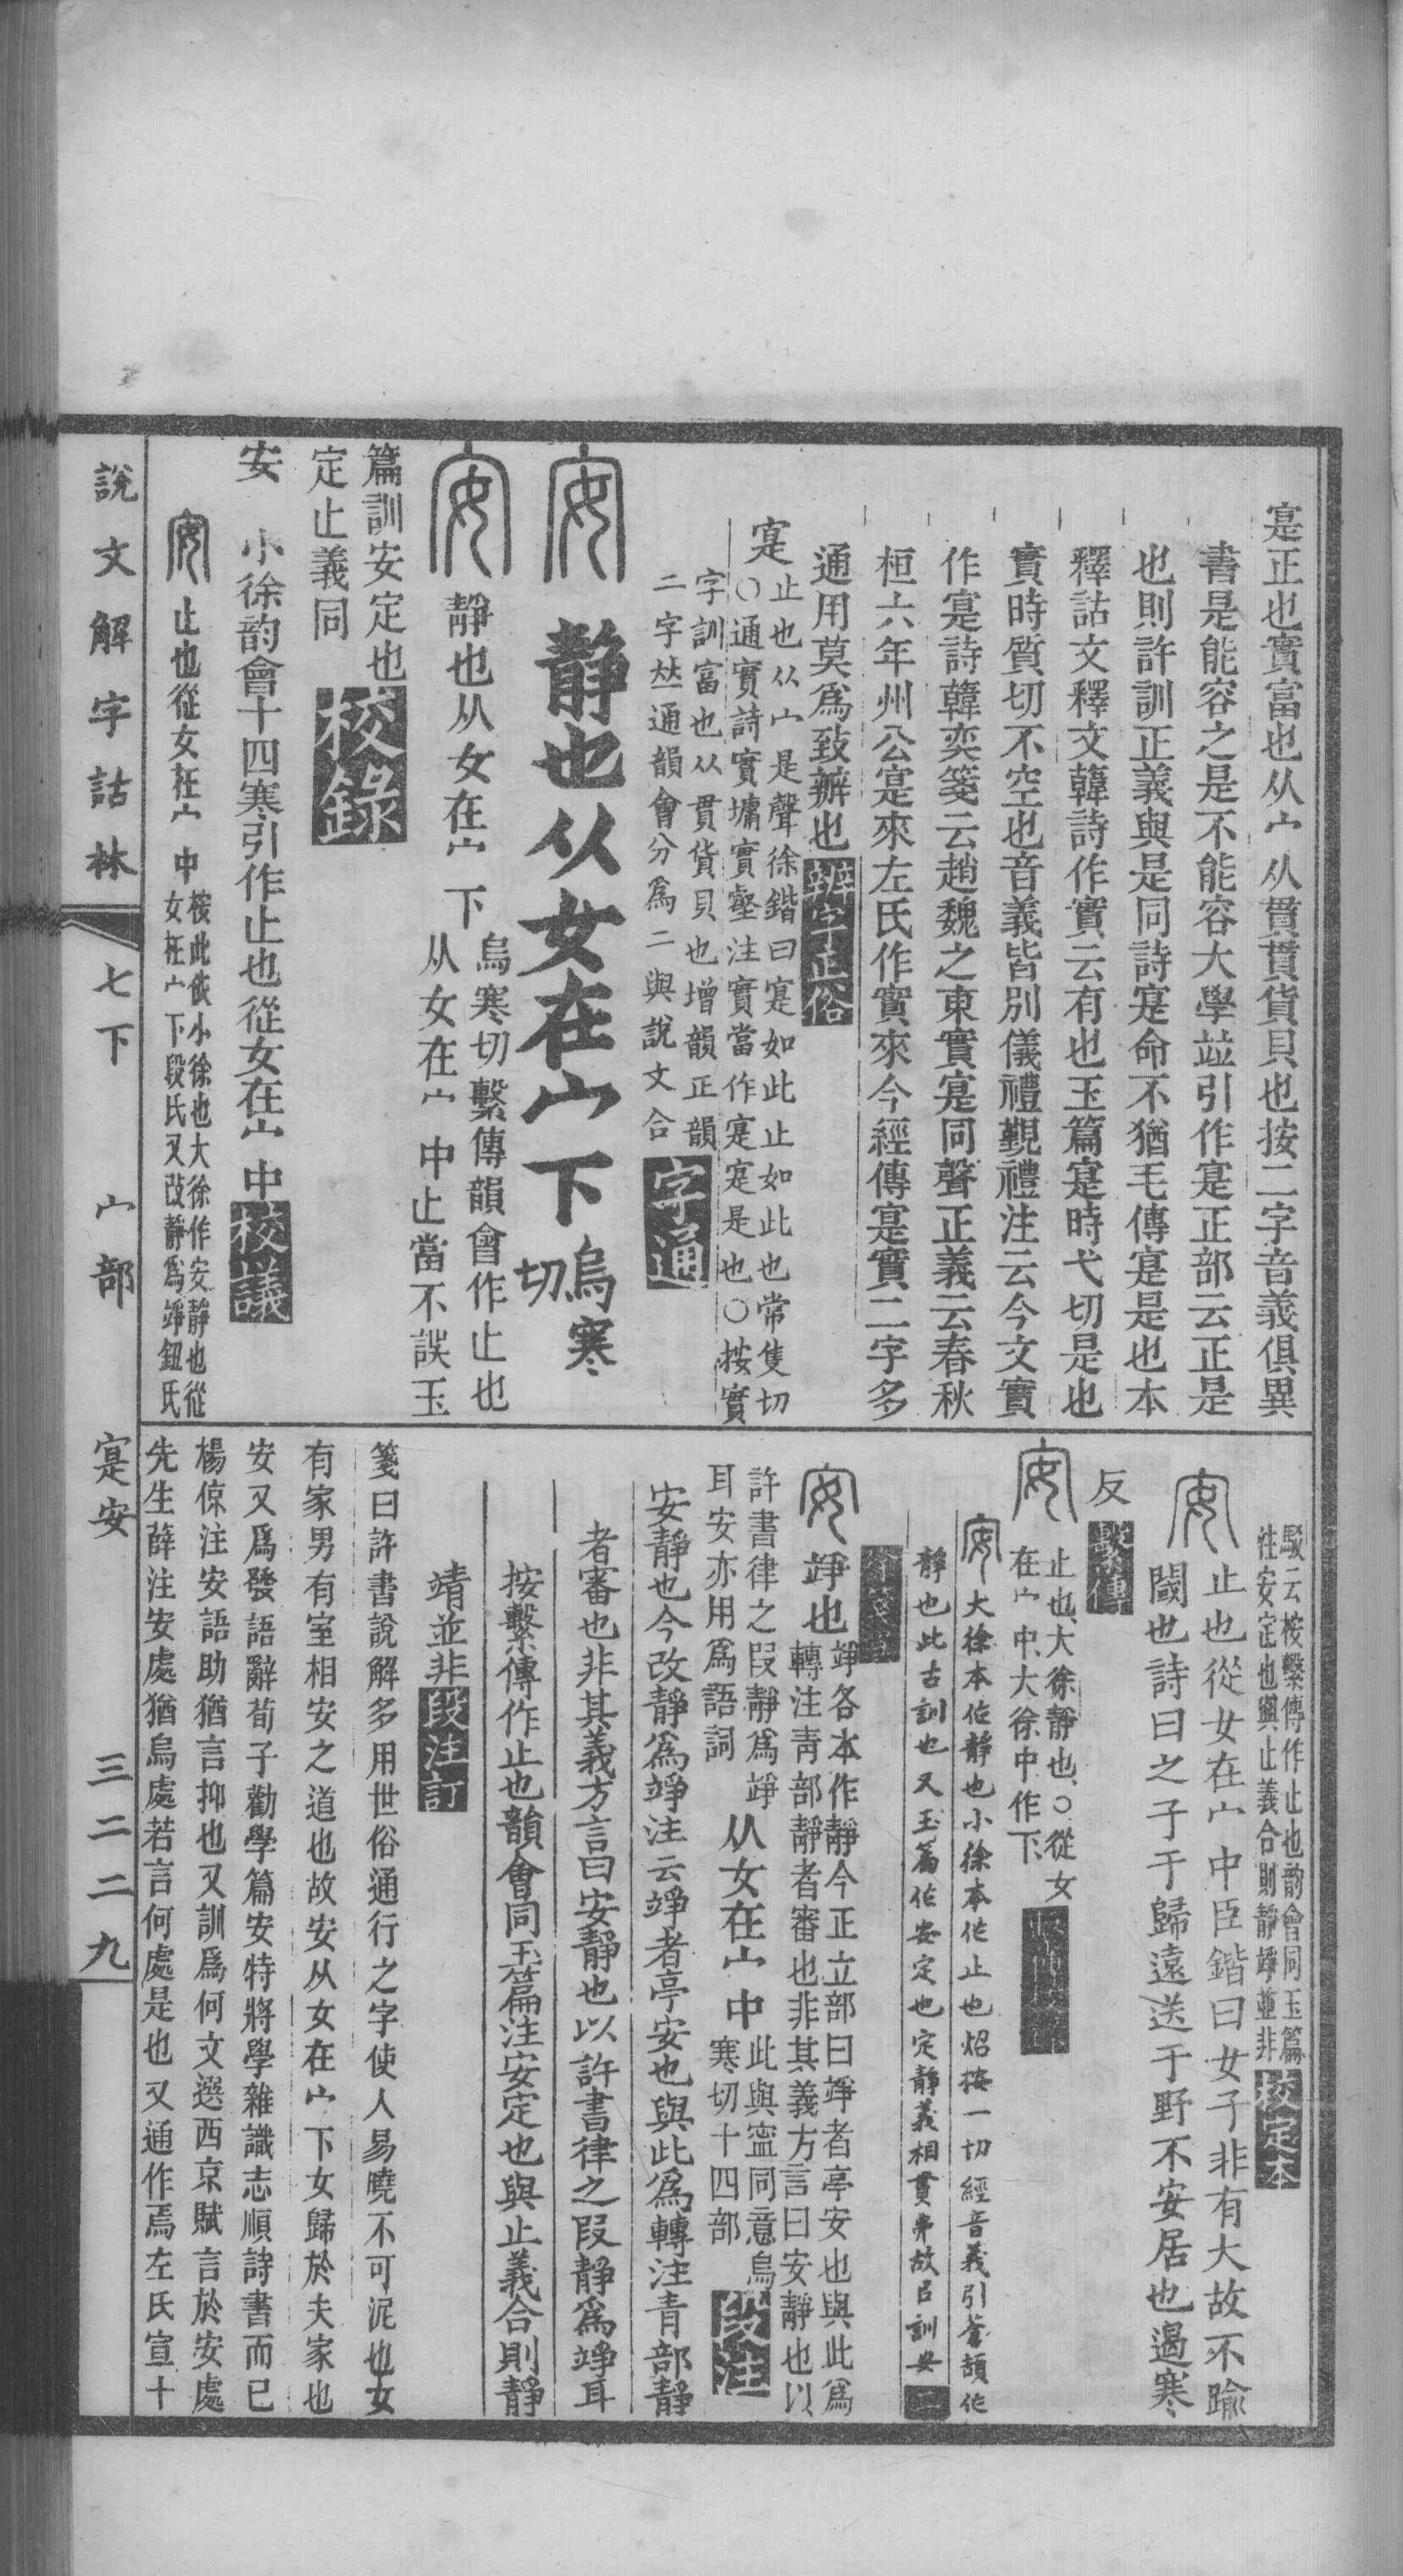 寔正也實富也从宀从貫貫貨貝也按二字音義俱異
書是能容之是不能容大學竝引作寔正部云正是
也則許訓正義與是同詩寔命不猶毛傳寔是也本
釋詁文釋文韓詩作實云有也玉篇寔時弋切是也
實時質切不空也音義皆別儀禮覲禮注云今文實
作寔詩韓奕箋云趙魏之東實寔同聲正義云春秋
桓六年州公寔來左氏作實來今經傳寔實二字多
通用莫爲致辨也辨字正俗
寔
止也从宀是聲徐鍇曰寔如此止如此也常隻切
○通實詩實墉實壑注實當作寔寔是也○按實
字訓富也从貫貨貝也增韻正韻
二字㚘通韻會分爲二與說文合
字通
安
靜也从女在宀下
烏寒
切
安
靜也从女在宀下
烏寒切繫傳韻會作止也
从女在宀中止當不誤玉
篇訓安定也
定止義同
校錄
安 小徐韵會十四寒引作止也從女在宀中校議
安
止也從女在宀中
桉此依小徐也大徐作安靜也從
女在宀下段氏又改靜爲竫鈕氏
說文解字詁林 七下 宀部 寔安 三二二九
駁云桉繫傳作止也韵會同玉篇
注安定也與止義合則靜竫並非
校定本
安
止也從女在宀中臣鍇曰女子非有大故不踰
閾也詩曰之子于歸遠送于野不安居也遏寒
反
繫傳
安
止也、大徐靜也、○從女
在宀中、大徐中作下、
安
大徐本作靜也小徐本作止也炤按一切經音義引蒼頡作
靜也此古訓也又玉篇作安定也定靜義相貫弗故㠯訓安
安
竫也
竫各本作靜今正立部曰竫者亭安也與此爲
轉注靑部靜者審也非其義方言曰安靜也以
許書律之叚靜爲竫
耳安亦用爲語詞
从女在宀中
此與寍同意烏
寒切十四部
段注
安靜也今改靜爲竫注云竫者亭安也與此爲轉注靑部靜
者審也非其義方言曰安靜也以許書律之叚靜爲竫耳
按繫傳作止也韻會同玉篇注安定也與止義合則靜
靖並非段注訂
箋曰許書說解多用世俗通行之字使人易曉不可泥也女
有家男有室相安之道也故安从女在宀下女歸於夫家也
安又爲發語辭荀子勸學篇安特將學雜識志順詩書而已
楊倞注安語助猶言抑也又訓爲何文選西京賦言於安處
先生薛注安處猶烏處若言何處是也又通作焉左氏宣十